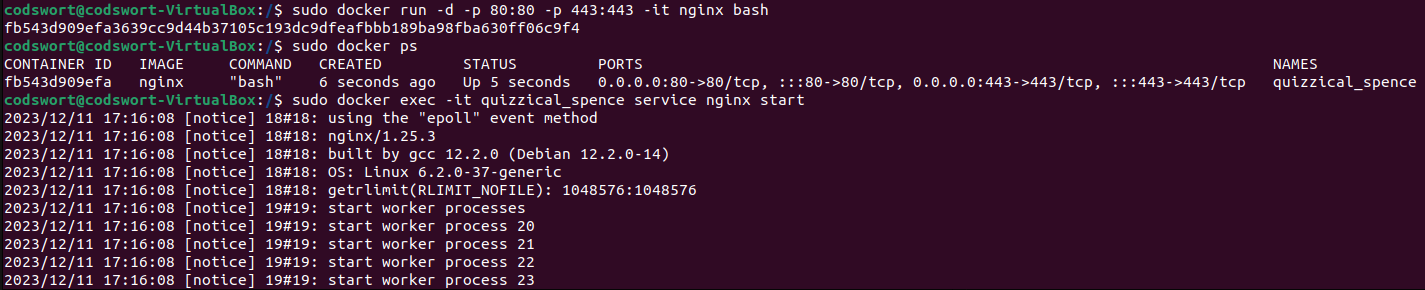 codswort@codswort-VirtualBox:/$ sudo docker run -d -p 80:80 -p 443:443 -it nginx bash
fb543d909efa3639cc9d44b37105c193dc9dfeafbbb189ba98fba630ff06c9f4
codswort@codswort-VirtualBox:/$ sudo docker ps
CONTAINER ID   IMAGE     COMMAND   CREATED         STATUS         PORTS                                                                      NAMES
fb543d909efa   nginx     "bash"    6 seconds ago   Up 5 seconds   0.0.0.0:80->80/tcp, :::80->80/tcp, 0.0.0.0:443->443/tcp, :::443->443/tcp   quizzical_spence
codswort@codswort-VirtualBox:/$ sudo docker exec -it quizzical_spence service nginx start
2023/12/11 17:16:08 [notice] 18#18: using the "epoll" event method
2023/12/11 17:16:08 [notice] 18#18: nginx/1.25.3
2023/12/11 17:16:08 [notice] 18#18: built by gcc 12.2.0 (Debian 12.2.0-14)
2023/12/11 17:16:08 [notice] 18#18: OS: Linux 6.2.0-37-generic
2023/12/11 17:16:08 [notice] 18#18: getrlimit(RLIMIT_NOFILE): 1048576:1048576
2023/12/11 17:16:08 [notice] 19#19: start worker processes
2023/12/11 17:16:08 [notice] 19#19: start worker process 20
2023/12/11 17:16:08 [notice] 19#19: start worker process 21
2023/12/11 17:16:08 [notice] 19#19: start worker process 22
2023/12/11 17:16:08 [notice] 19#19: start worker process 23